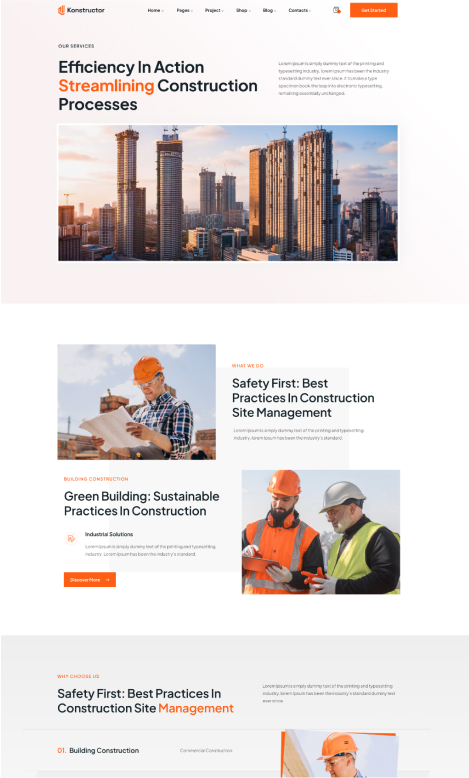 Konstructor
Home
Pages
Project
Shop
Blog
Contacts
Get Started
OUR SERVICES
Efficiency In Action
Streamlining Construction
Processes
Lorem Ipsum is simply dummy text of the printing and
typesetting industry. lorem Ipsum has been the industry
standard dummy text ever since. it to make a type
specimen book the leap into electronic typesetting,
remaining essentially unchanged.
WHAT WE DO
Safety First: Best
Practices In Construction
Site Management
Lorem Ipsum is simply dummy text of the printing and typesetting
industry. lorem Ipsum has been the industry's standard.
BUILDING CONSTRUCTION
Green Building: Sustainable
Practices In Construction
Industrial Solutions
Lorem Ipsum is simply dummy text of the printing and typesetting
industry. Lorem Ipsum has been the industry's standard
Discover More →
WHY CHOOSE US
Safety First: Best Practices In
Construction Site Management
Lorem Ipsum is simply dummy text of the printing and typesetting
industry. lorem Ipsum has been the industry's standard dummy text
ever since.
01. Building Construction
Commercial Construction